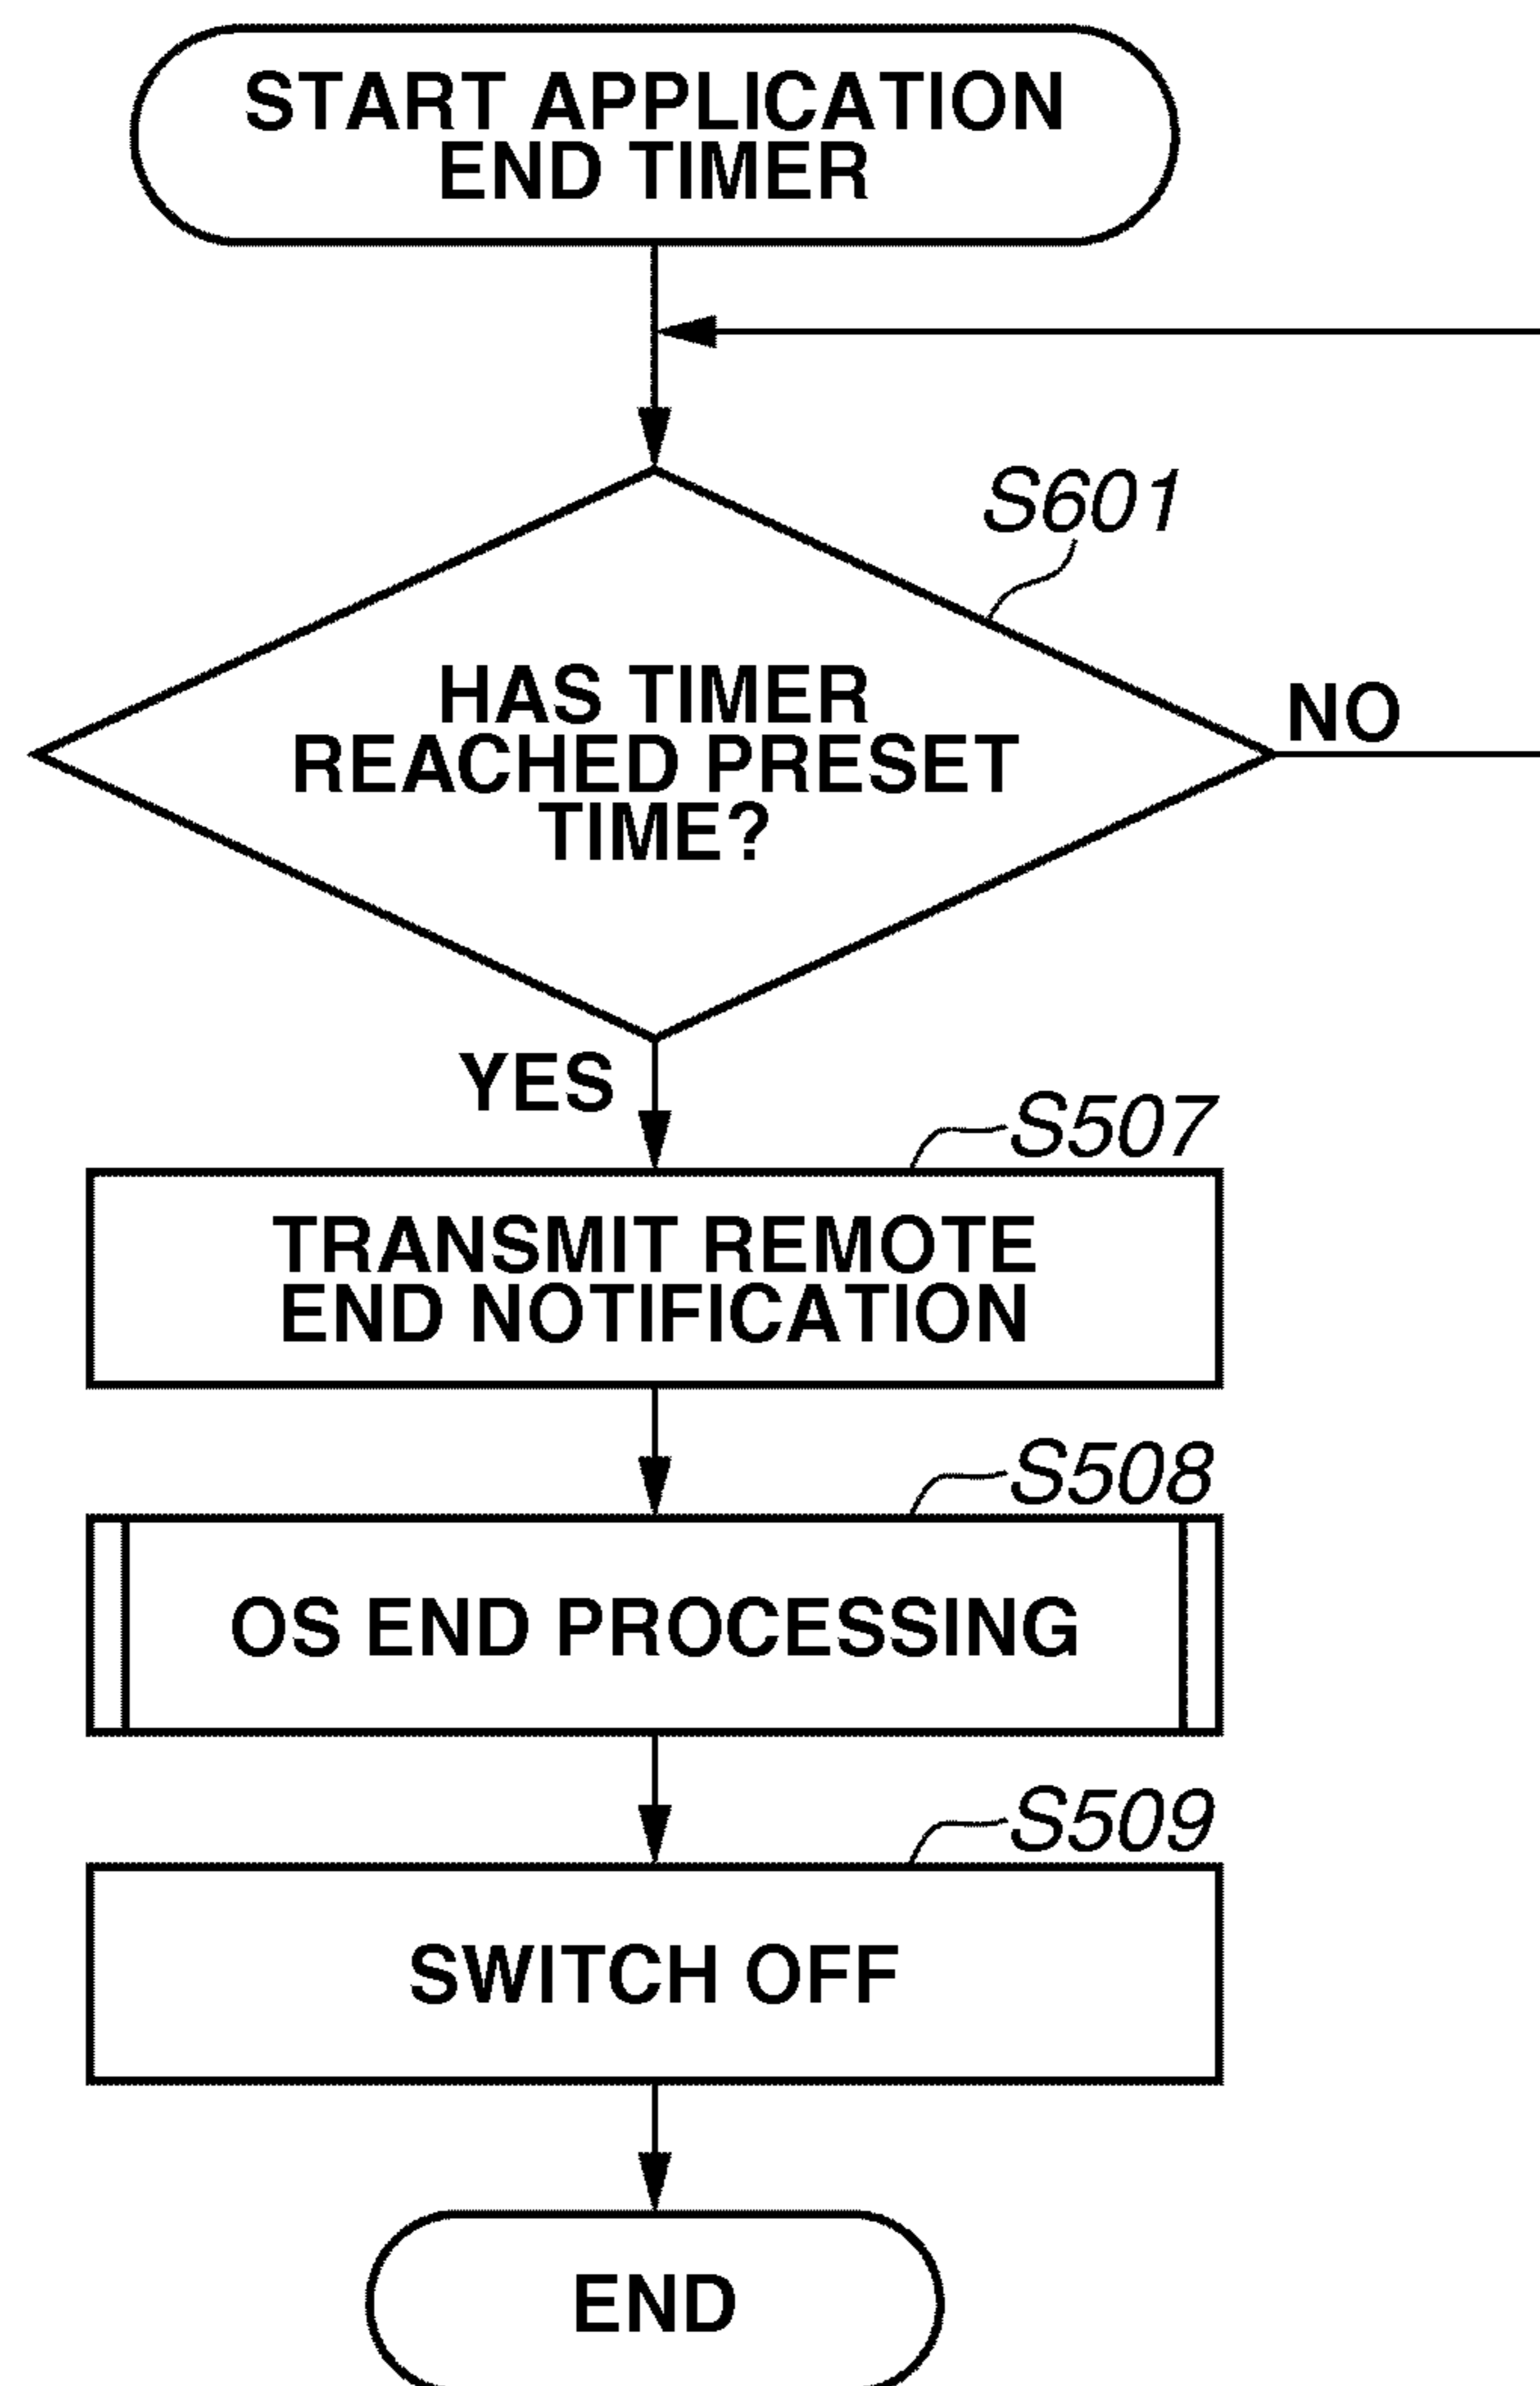 START APPLICATION
END TIMER
S601
HAS TIMER
REACHED PRESET
TIME?
NO
YES
S507
TRANSMIT REMOTE
END NOTIFICATION
S508
OS END PROCESSING
S509
SWITCH OFF
END